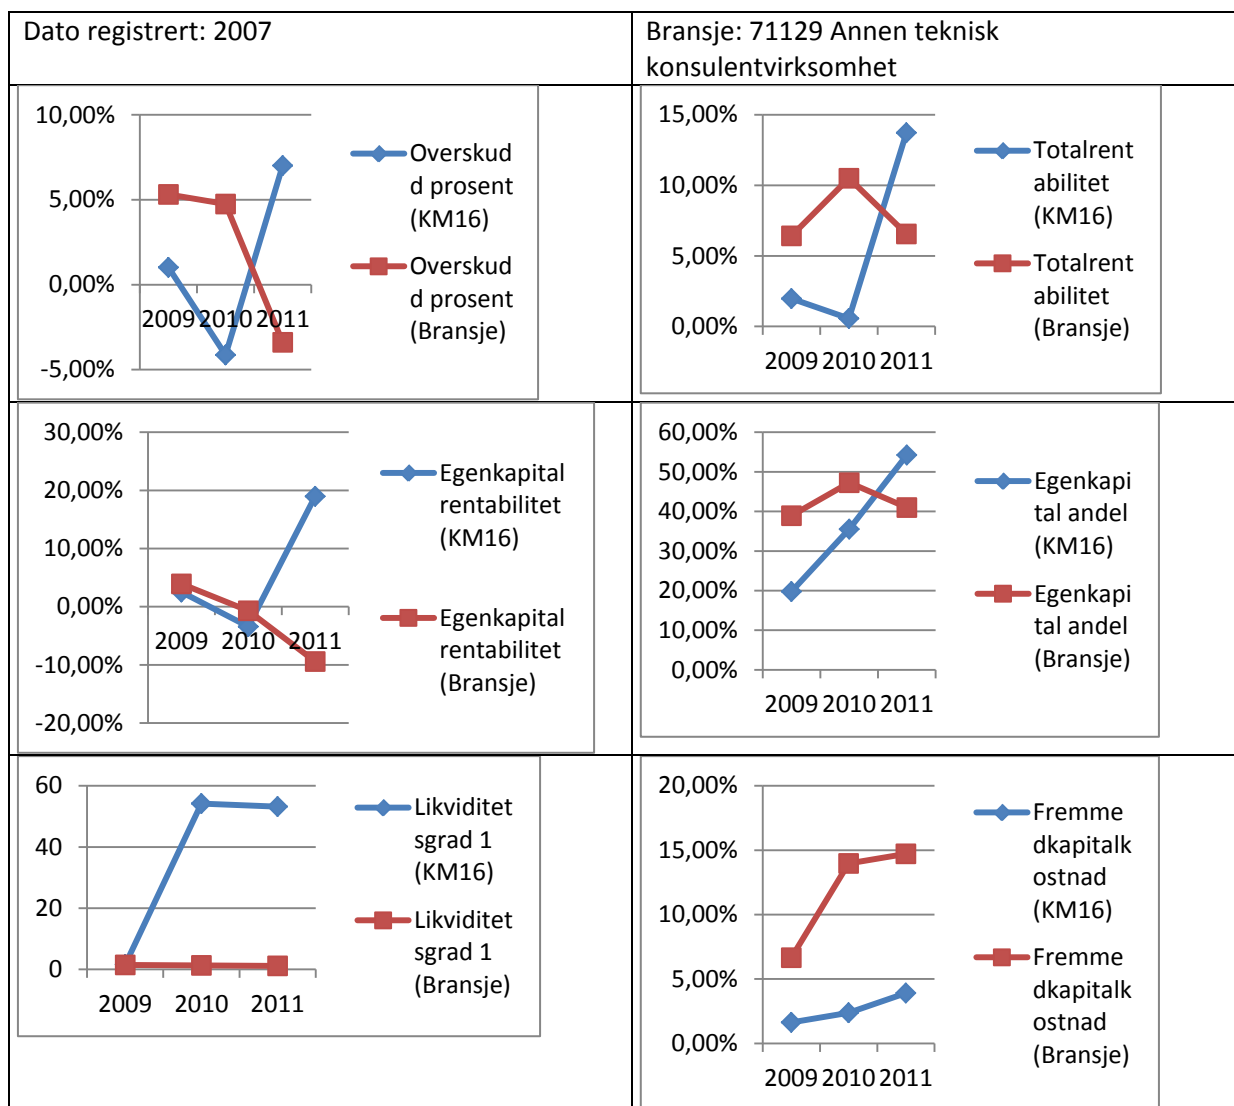 Dato registrert: 2007
Bransje: 71129 Annen teknisk
konsulentvirksomhet
10,00%
5,00%
0,00%
-5,00%
2009 2010 2011
Overskud
d prosent
(KM16)
Overskud
d prosent
(Bransje)
15,00%
10,00%
5,00%
0,00%
2009 2010 2011
Totalrent
abilitet
(KM16)
Totalrent
abilitet
(Bransje)
30,00%
20,00%
10,00%
0,00%
-10,00%
-20,00%
2009 2010 2011
Egenkapital
rentabilitet
(KM16)
Egenkapital
rentabilitet
(Bransje)
60,00%
50,00%
40,00%
30,00%
20,00%
10,00%
0,00%
2009 2010 2011
Egenkapi
tal andel
(KM16)
Egenkapi
tal andel
(Bransje)
60
40
20
0
2009 2010 2011
Likviditet
sgrad 1
(KM16)
Likviditet
sgrad 1
(Bransje)
20,00%
15,00%
10,00%
5,00%
0,00%
2009 2010 2011
Fremme
dkapitalk
ostnad
(KM16)
Fremme
dkapitalk
ostnad
(Bransje)